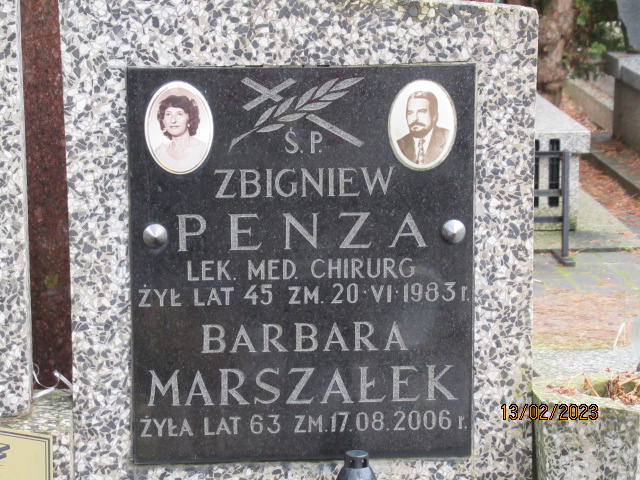 Ś.P.
ZBIGNIEW
PENZA
LEK. MED. CHIRURG
ŻYŁ LAT 45 ZM. 20·VI·1983 r.
BARBARA
MARSZAŁEK
ŻYŁA LAT 63 ZM.17.08.2006 r.
13/02/2023